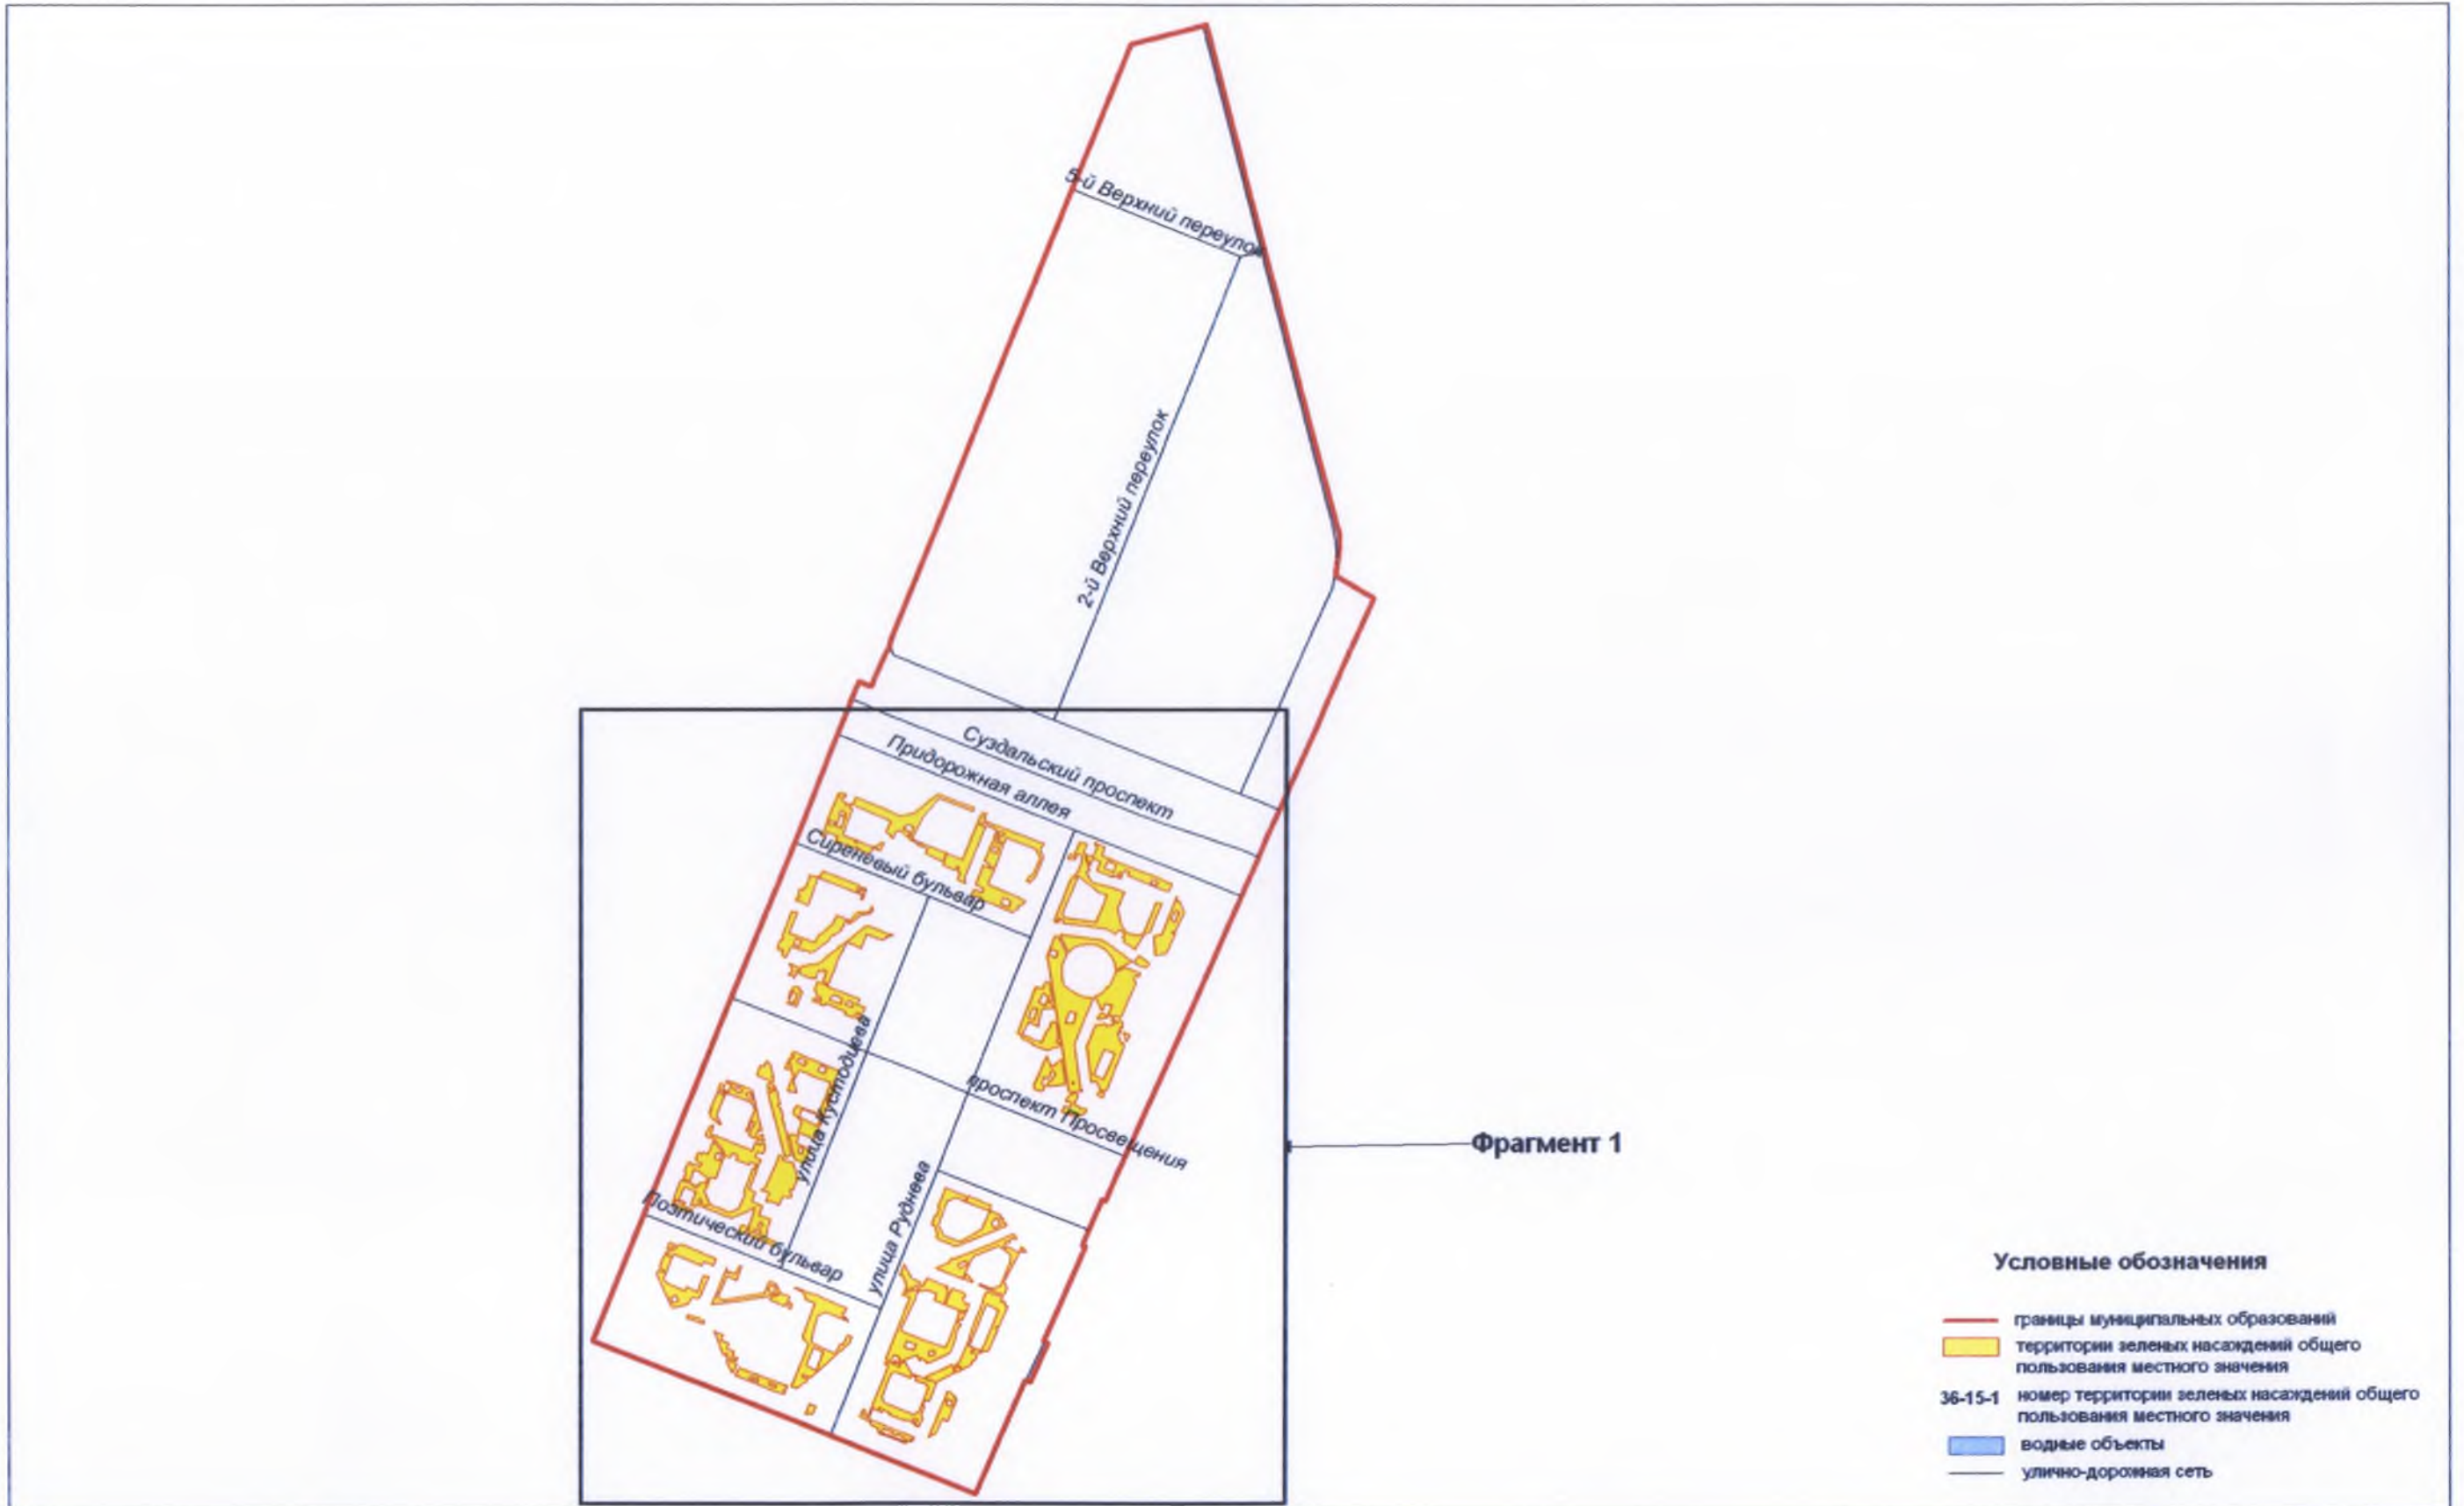 5-й Верхний переулок
2-й Верхний переулок
Суздальский проспект
Придорожная аллея
Сиреневый бульвар
улица Кустодиева
проспект Просвещения
Фрагмент 1
улица Руднева
Поэтический бульвар
Условные обозначения
границы муниципальных образований
территории зеленых насаждений общего
пользования местного значения
36-15-1 номер территории зеленых насаждений общего
пользования местного значения
водные объекты
улично-дорожная сеть